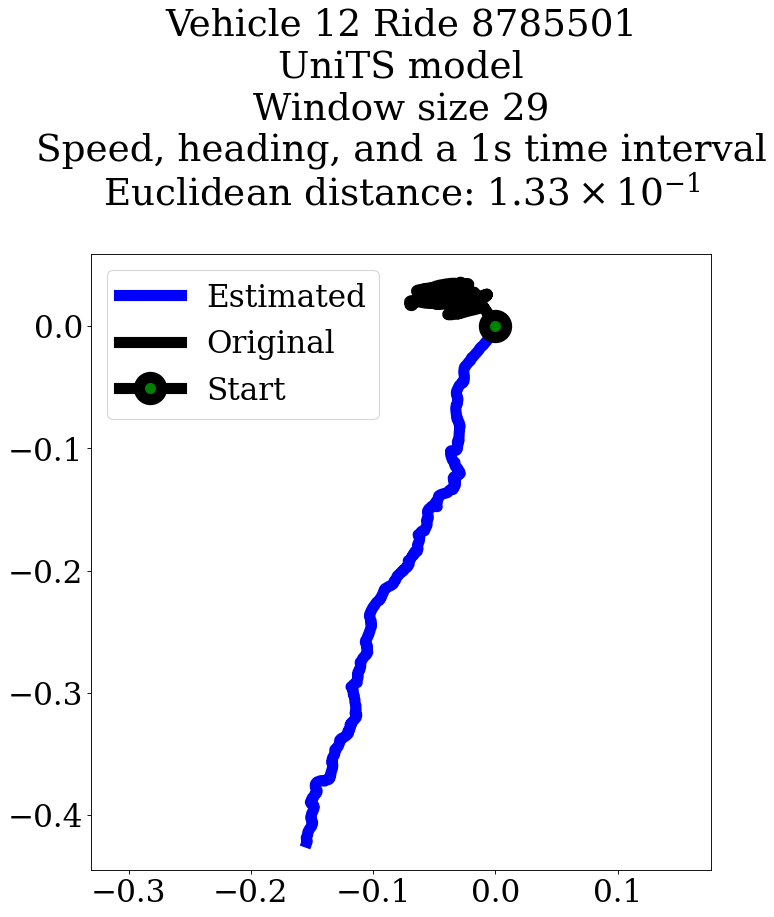 Vehicle 12 Ride 8785501
UniTS model
Window size 29
Speed, heading, and a 1s time interval
Euclidean distance: 1.33 × 10⁻¹
Estimated
Original
Start
0.0
−0.1
−0.2
−0.3
−0.4
−0.3 −0.2 −0.1 0.0 0.1